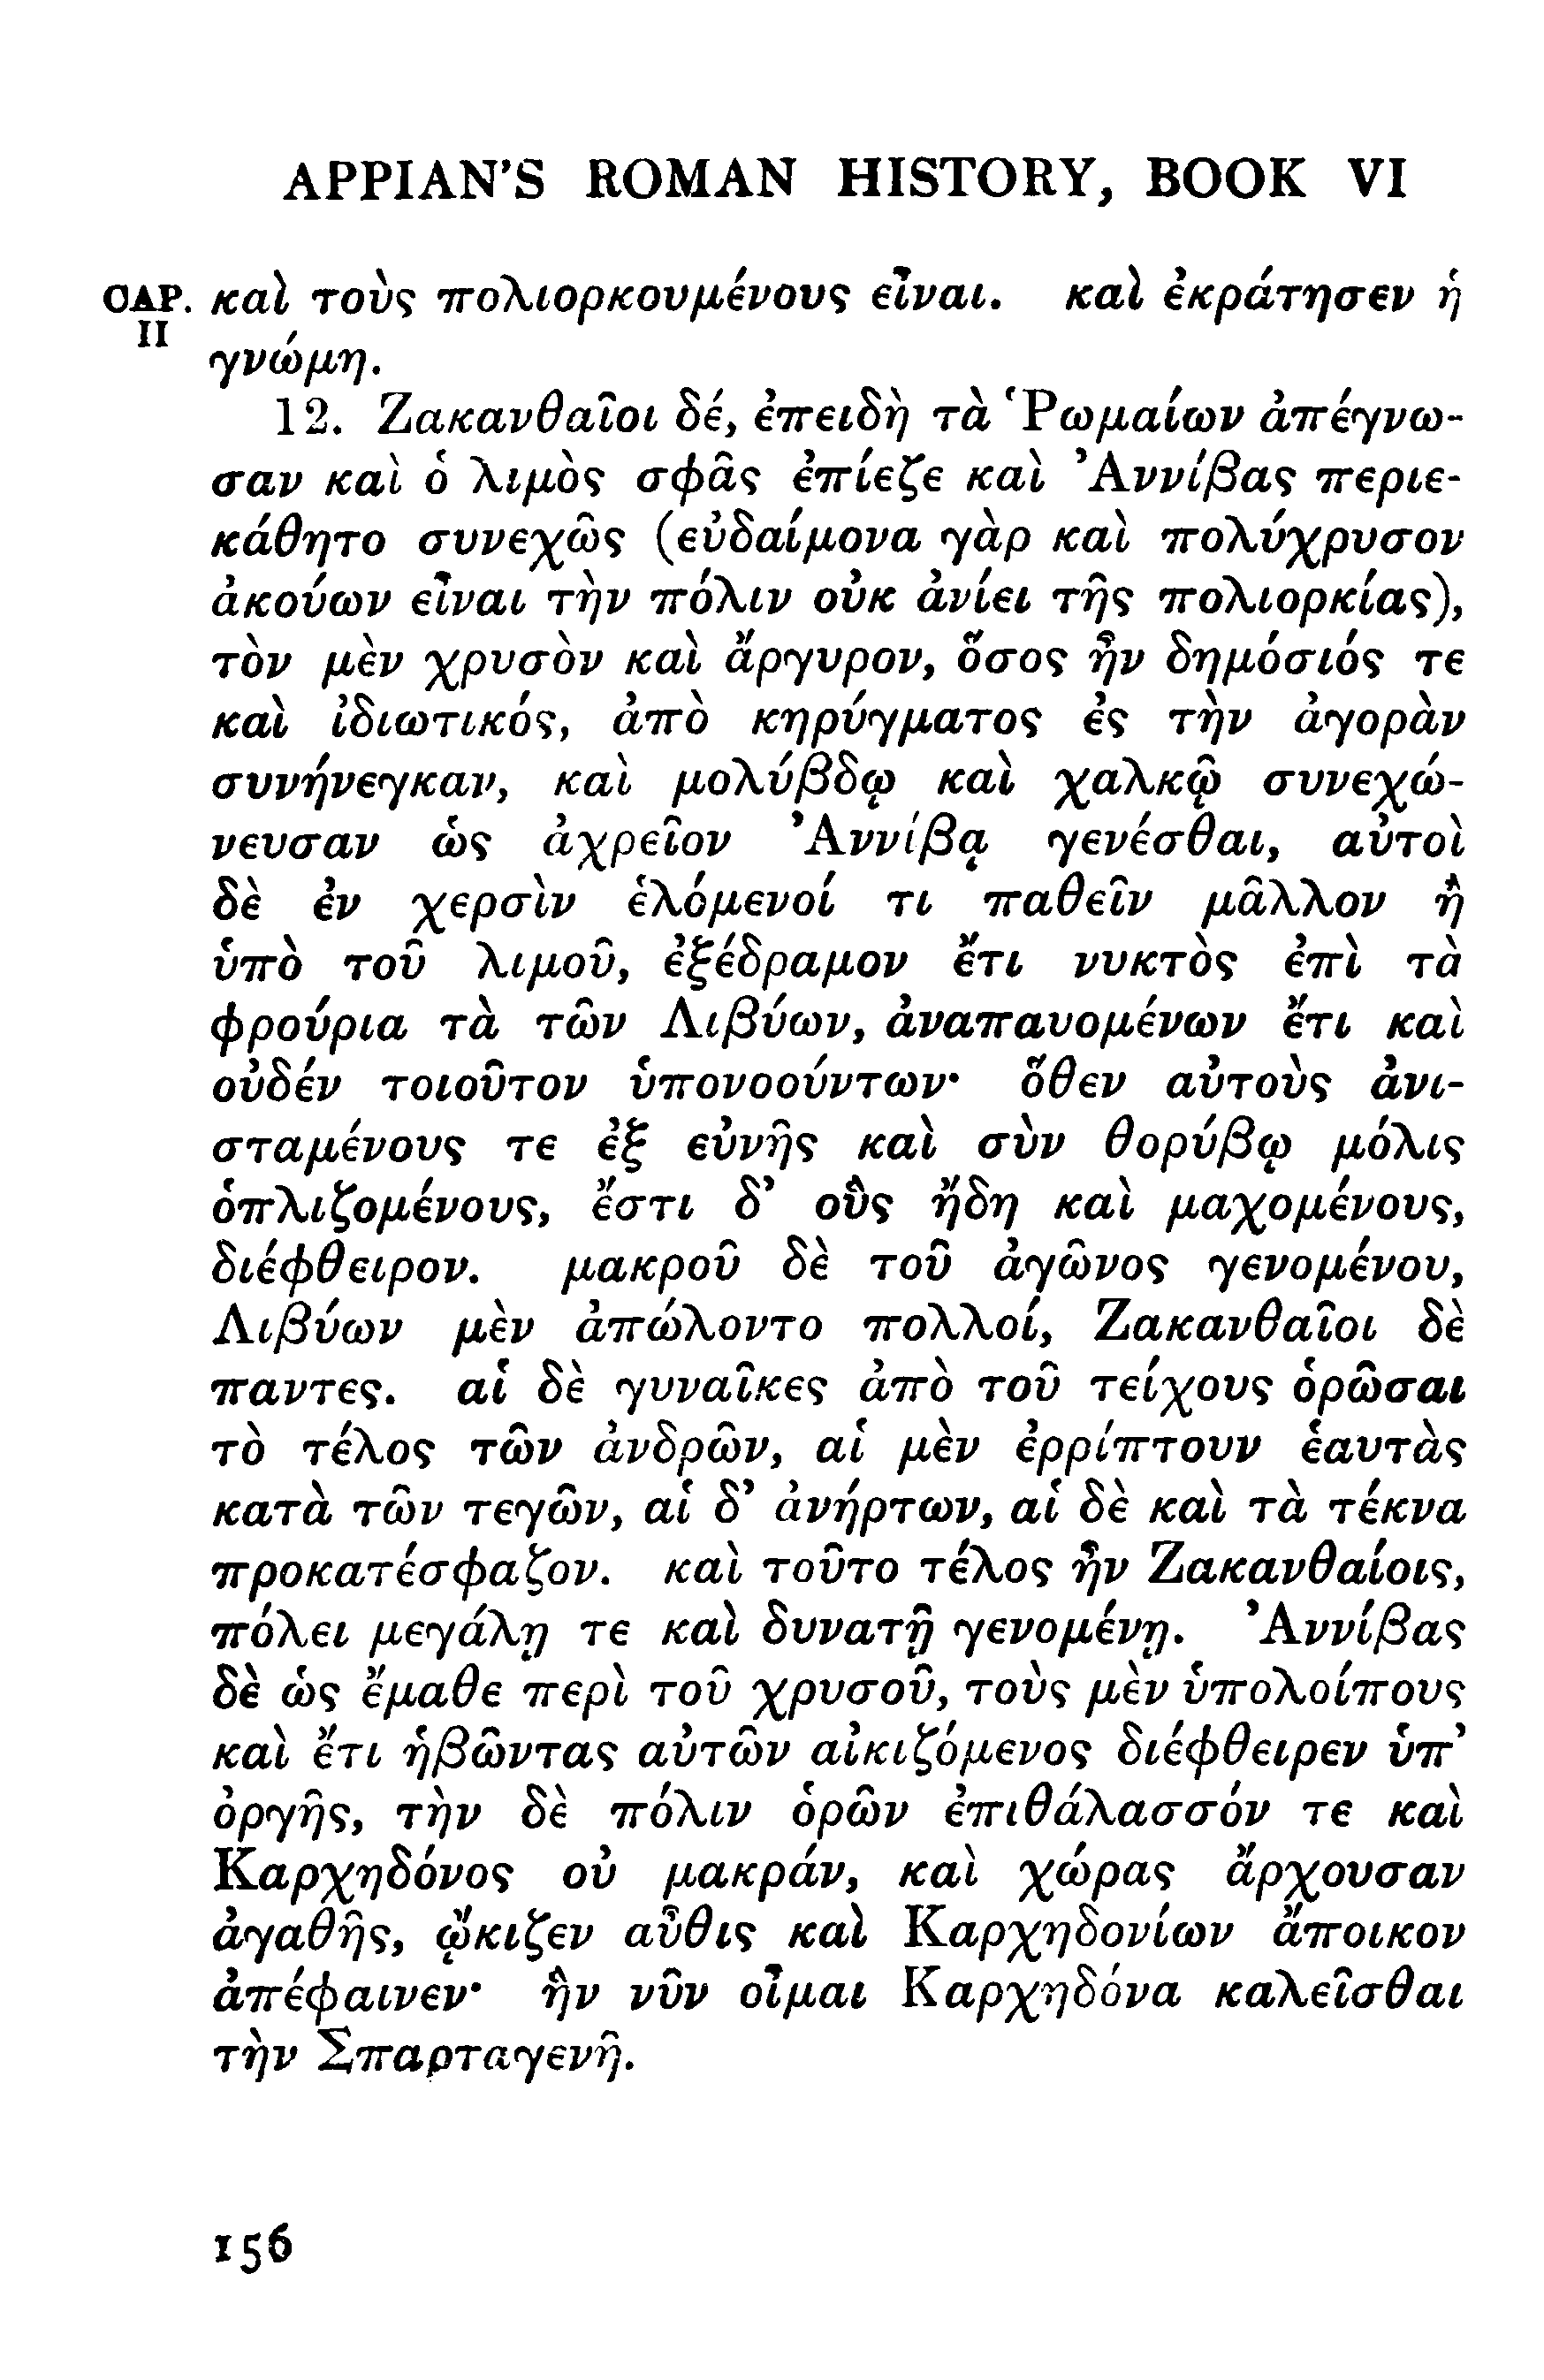 APPIAN'S ROMAN HISTORY, BOOK VI
CAP. II
καὶ τοὺς πολιορκουμένους εἶναι. καὶ ἐκράτησεν ἡ
γνώμη.
12. Ζακανθαῖοι δέ, ἐπειδὴ τὰ Ῥωμαίων ἀπέγνω-
σαν καὶ ὁ λιμὸς σφᾶς ἐπίεζε καὶ Ἀννίβας περιε-
κάθητο συνεχῶς (εὐδαίμονα γὰρ καὶ πολύχρυσον
ἀκούων εἶναι τὴν πόλιν οὐκ ἀνίει τῆς πολιορκίας),
τὸν μὲν χρυσὸν καὶ ἄργυρον, ὅσος ἦν δημόσιός τε
καὶ ἰδιωτικός, ἀπὸ κηρύγματος ἐς τὴν ἀγορὰν
συνήνεγκαν, καὶ μολύβδῳ καὶ χαλκῷ συνεχώ-
νευσαν ὡς ἀχρεῖον Ἀννίβᾳ γενέσθαι, αὐτοὶ
δὲ ἐν χερσὶν ἑλόμενοί τι παθεῖν μᾶλλον ἢ
ὑπὸ τοῦ λιμοῦ, ἐξέδραμον ἔτι νυκτὸς ἐπὶ τὰ
φρούρια τὰ τῶν Λιβύων, ἀναπαυομένων ἔτι καὶ
οὐδέν τοιοῦτον ὑπονοούντων· ὅθεν αὐτοὺς ἀνι-
σταμένους τε ἐξ εὐνῆς καὶ σὺν θορύβῳ μόλις
ὁπλιζομένους, ἔστι δ' οὓς ἤδη καὶ μαχομένους,
διέφθειρον. μακροῦ δὲ τοῦ ἀγῶνος γενομένου,
Λιβύων μὲν ἀπώλοντο πολλοί, Ζακανθαῖοι δὲ
παντες. αἱ δὲ γυναῖκες ἀπὸ τοῦ τείχους ὁρῶσαι
τὸ τέλος τῶν ἀνδρῶν, αἱ μὲν ἐρρίπτουν ἑαυτὰς
κατὰ τῶν τεγῶν, αἱ δ' ἀνήρτων, αἱ δὲ καὶ τὰ τέκνα
προκατέσφαζον. καὶ τοῦτο τέλος ἦν Ζακανθαίοις,
πόλει μεγάλῃ τε καὶ δυνατῇ γενομένῃ. Ἀννίβας
δὲ ὡς ἔμαθε περὶ τοῦ χρυσοῦ, τοὺς μὲν ὑπολοίπους
καὶ ἔτι ἡβῶντας αὐτῶν αἰκιζόμενος διέφθειρεν ὑπ'
ὀργῆς, τὴν δὲ πόλιν ὁρῶν ἐπιθάλασσόν τε καὶ
Καρχηδόνος οὐ μακράν, καὶ χώρας ἄρχουσαν
ἀγαθῆς, ᾤκιζεν αὖθις καὶ Καρχηδονίων ἄποικον
ἀπέφαινεν· ἣν νῦν οἶμαι Καρχηδόνα καλεῖσθαι
τὴν Σπαρταγενῆ.
156